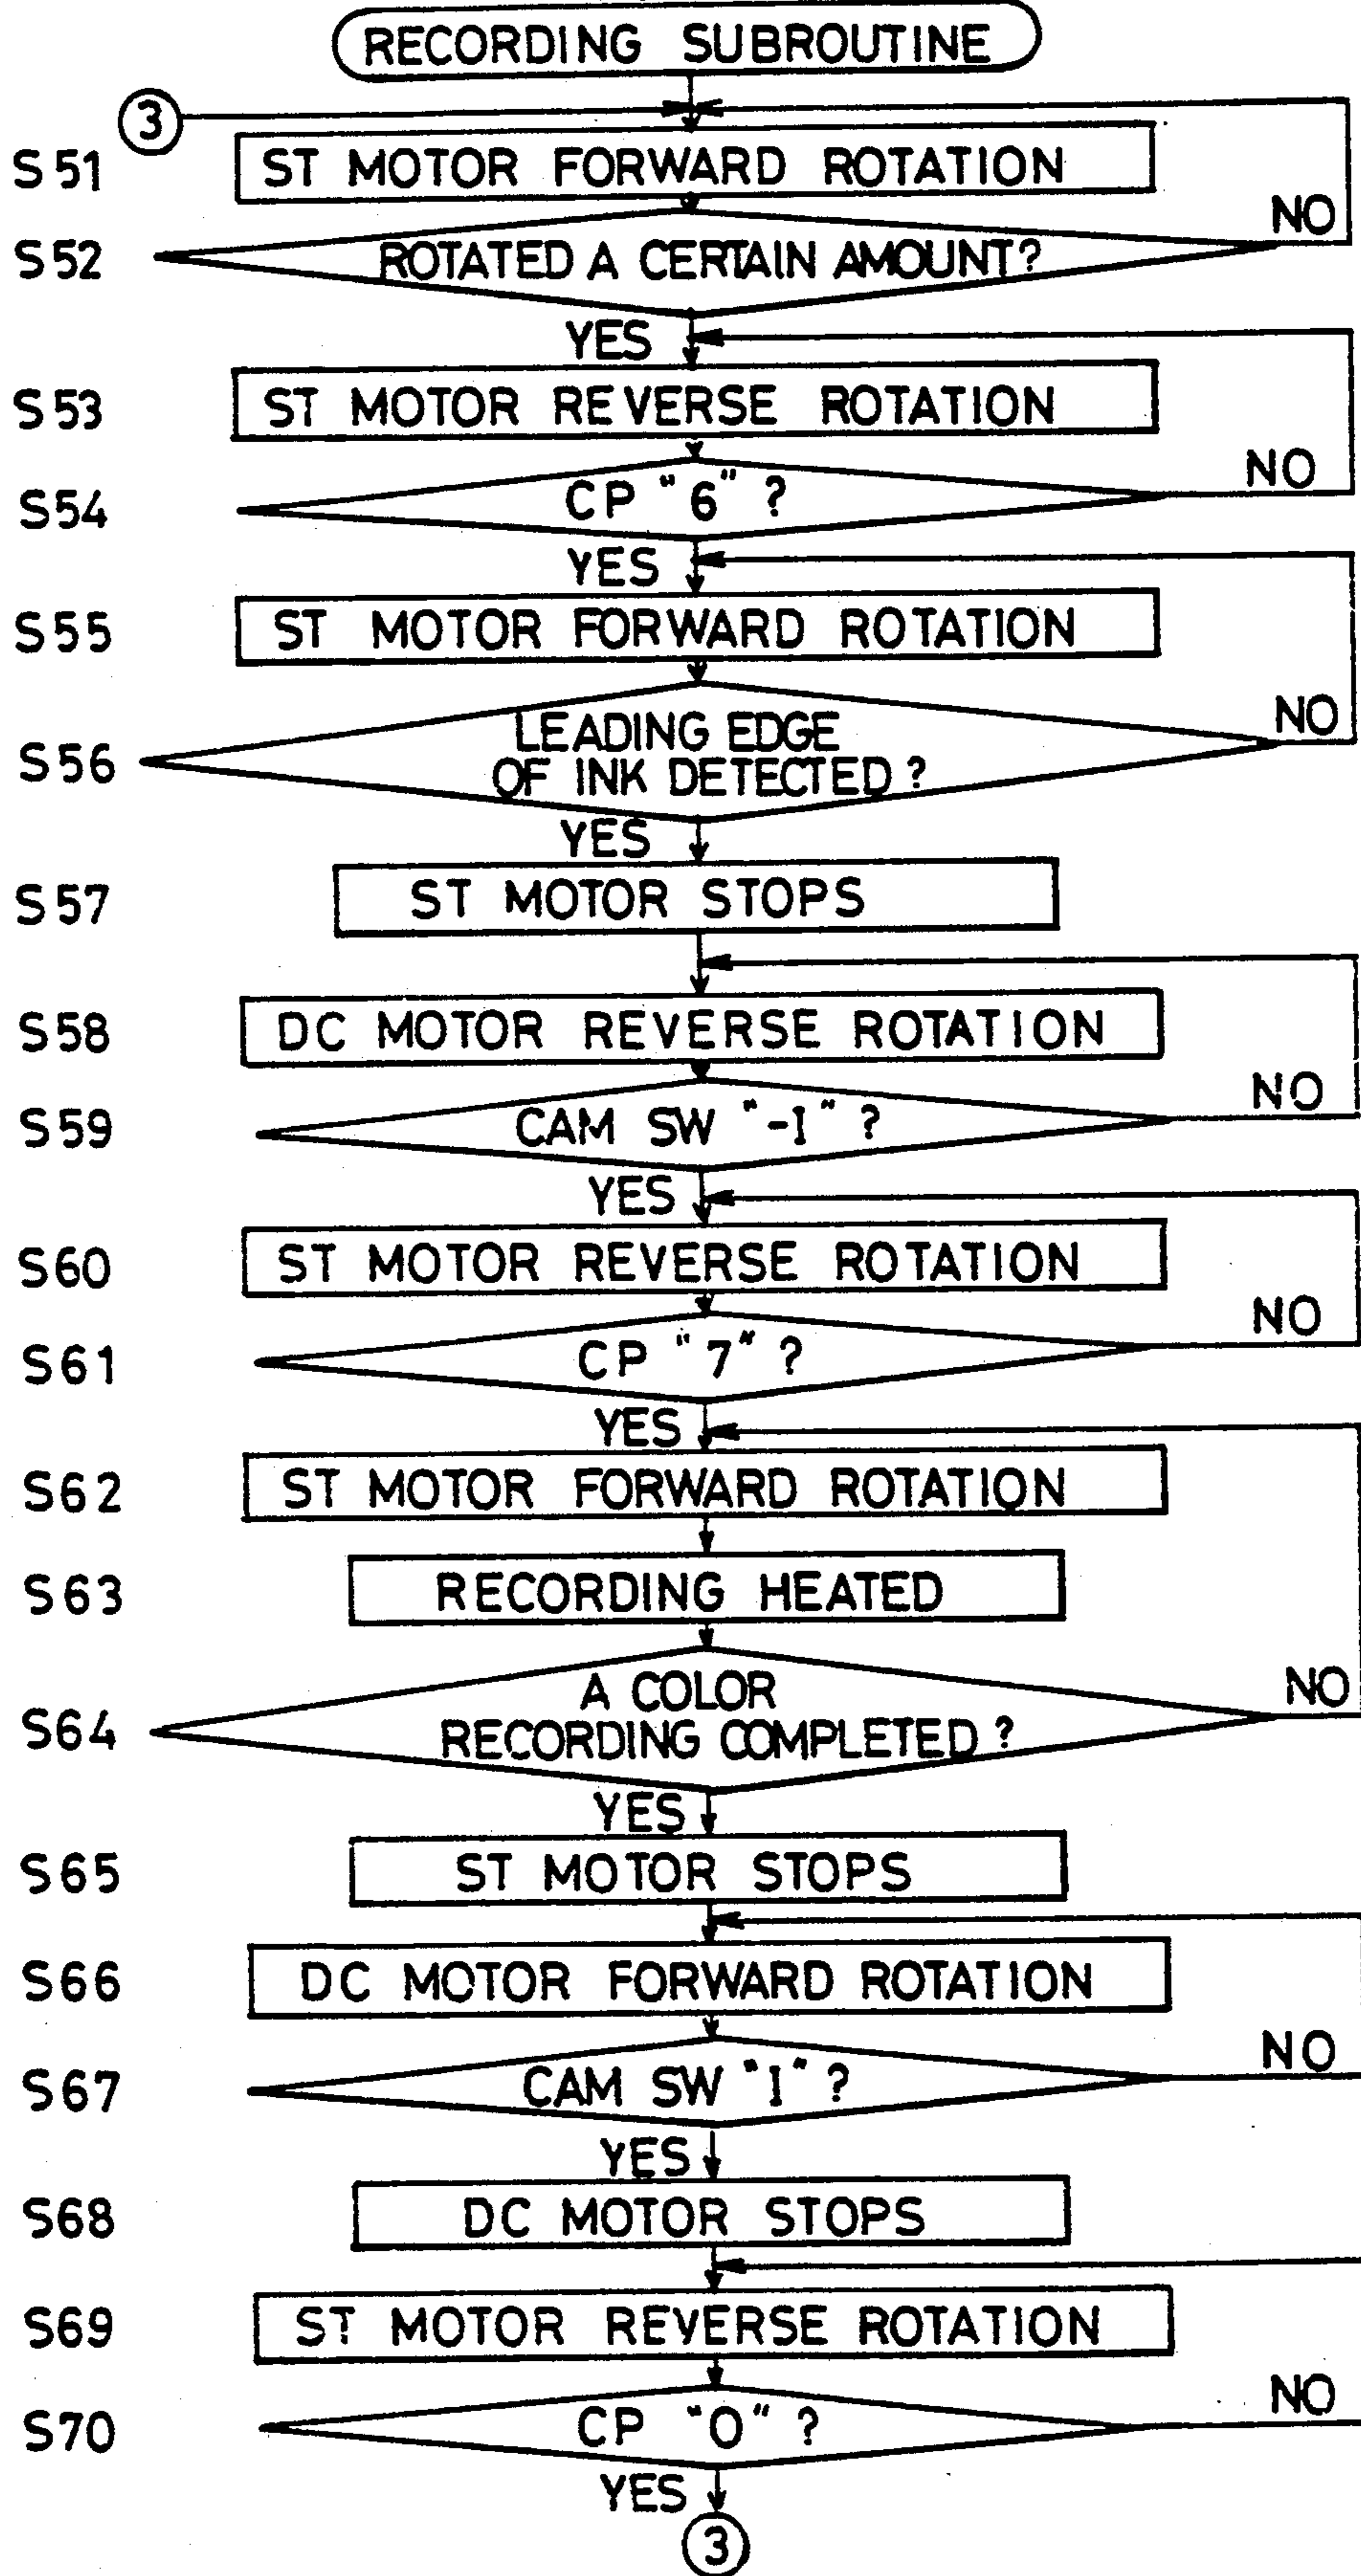 RECORDING SUBROUTINE
3
S51
ST MOTOR FORWARD ROTATION
NO
S52
ROTATED A CERTAIN AMOUNT?
YES
S53
ST MOTOR REVERSE ROTATION
NO
S54
CP "6" ?
YES
S55
ST MOTOR FORWARD ROTATION
NO
S56
LEADING EDGE
OF INK DETECTED ?
YES
S57
ST MOTOR STOPS
S58
DC MOTOR REVERSE ROTATION
NO
S59
CAM SW "-1" ?
YES
S60
ST MOTOR REVERSE ROTATION
NO
S61
CP "7" ?
YES
S62
ST MOTOR FORWARD ROTATION
S63
RECORDING HEATED
NO
S64
A COLOR
RECORDING COMPLETED ?
YES
S65
ST MOTOR STOPS
S66
DC MOTOR FORWARD ROTATION
NO
S67
CAM SW "1" ?
YES
S68
DC MOTOR STOPS
S69
ST MOTOR REVERSE ROTATION
NO
S70
CP "0" ?
YES
3